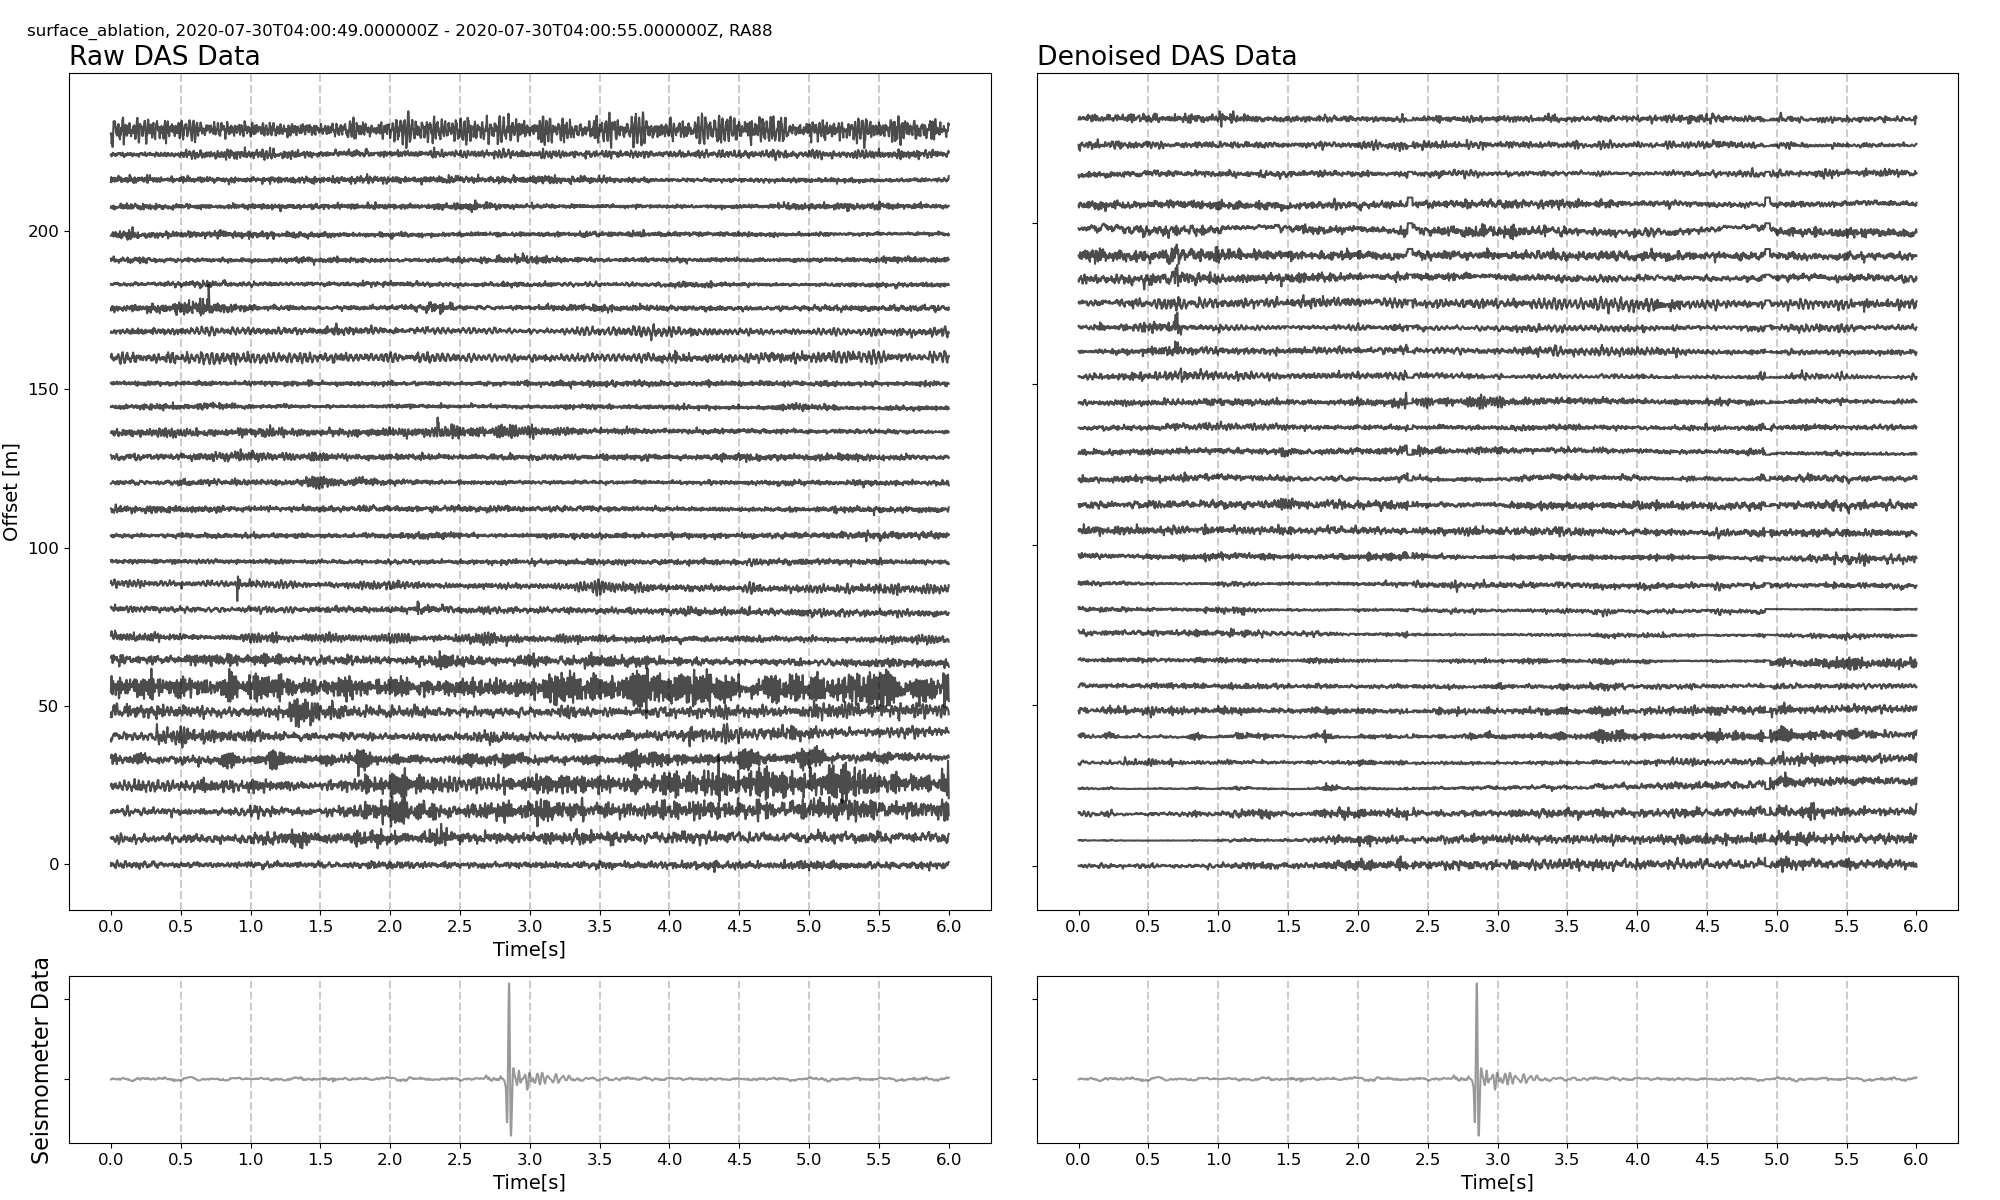 surface_ablation, 2020-07-30T04:00:49.000000Z - 2020-07-30T04:00:55.000000Z, RA88
Raw DAS Data
Denoised DAS Data
Offset [m]
200
150
100
50
0
0.0 0.5 1.0 1.5 2.0 2.5 3.0 3.5 4.0 4.5 5.0 5.5 6.0
Time[s]
0.0 0.5 1.0 1.5 2.0 2.5 3.0 3.5 4.0 4.5 5.0 5.5 6.0
Seismometer Data
0.0 0.5 1.0 1.5 2.0 2.5 3.0 3.5 4.0 4.5 5.0 5.5 6.0
Time[s]
0.0 0.5 1.0 1.5 2.0 2.5 3.0 3.5 4.0 4.5 5.0 5.5 6.0
Time[s]